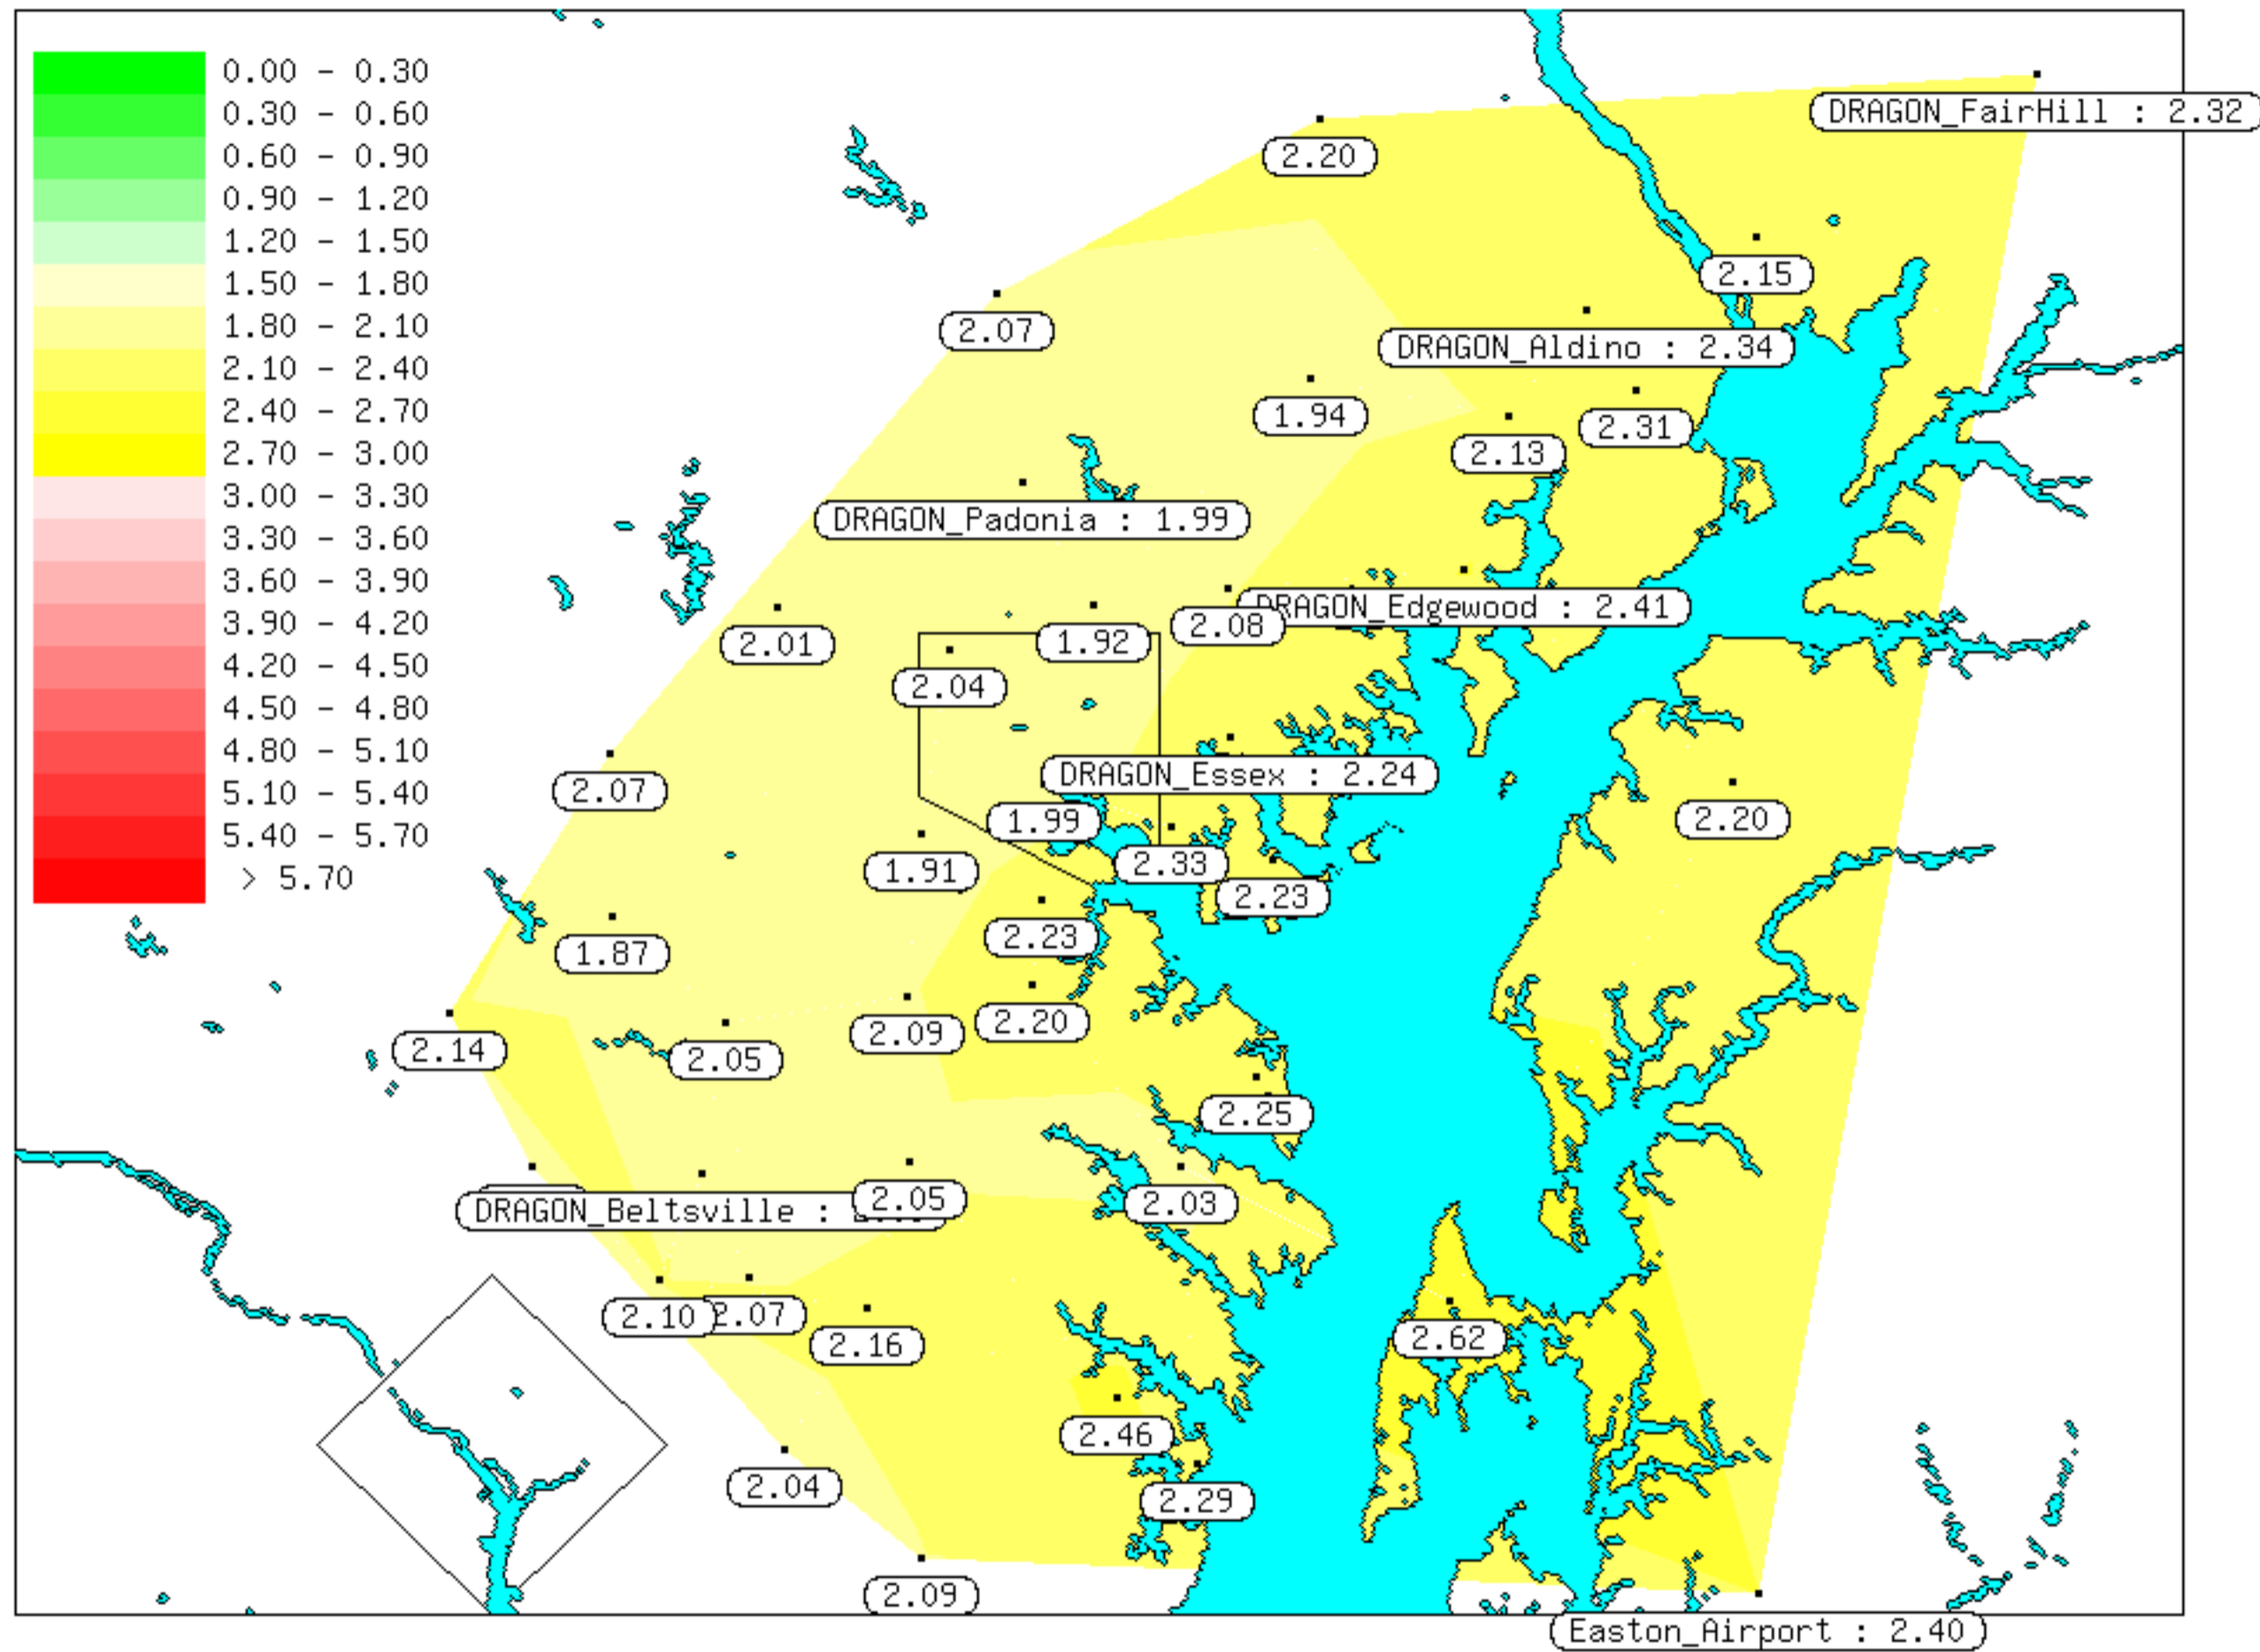 0.00 - 0.30
0.30 - 0.60
0.60 - 0.90
0.90 - 1.20
1.20 - 1.50
1.50 - 1.80
1.80 - 2.10
2.10 - 2.40
2.40 - 2.70
2.70 - 3.00
3.00 - 3.30
3.30 - 3.60
3.60 - 3.90
3.90 - 4.20
4.20 - 4.50
4.50 - 4.80
4.80 - 5.10
5.10 - 5.40
5.40 - 5.70
> 5.70
DRAGON_FairHill : 2.32
2.20
2.15
2.07
DRAGON_Aldino : 2.34
1.94
2.31
2.13
DRAGON_Padonia : 1.99
DRAGON_Edgewood : 2.41
2.08
1.92
2.01
2.04
DRAGON_Essex : 2.24
2.07
1.99
2.20
2.33
1.91
2.23
2.23
1.87
2.20
2.09
2.14
2.05
2.25
2.05
2.03
DRAGON_Beltsville :
2.10
2.07
2.16
2.62
2.46
2.04
2.29
2.09
Easton_Airport : 2.40